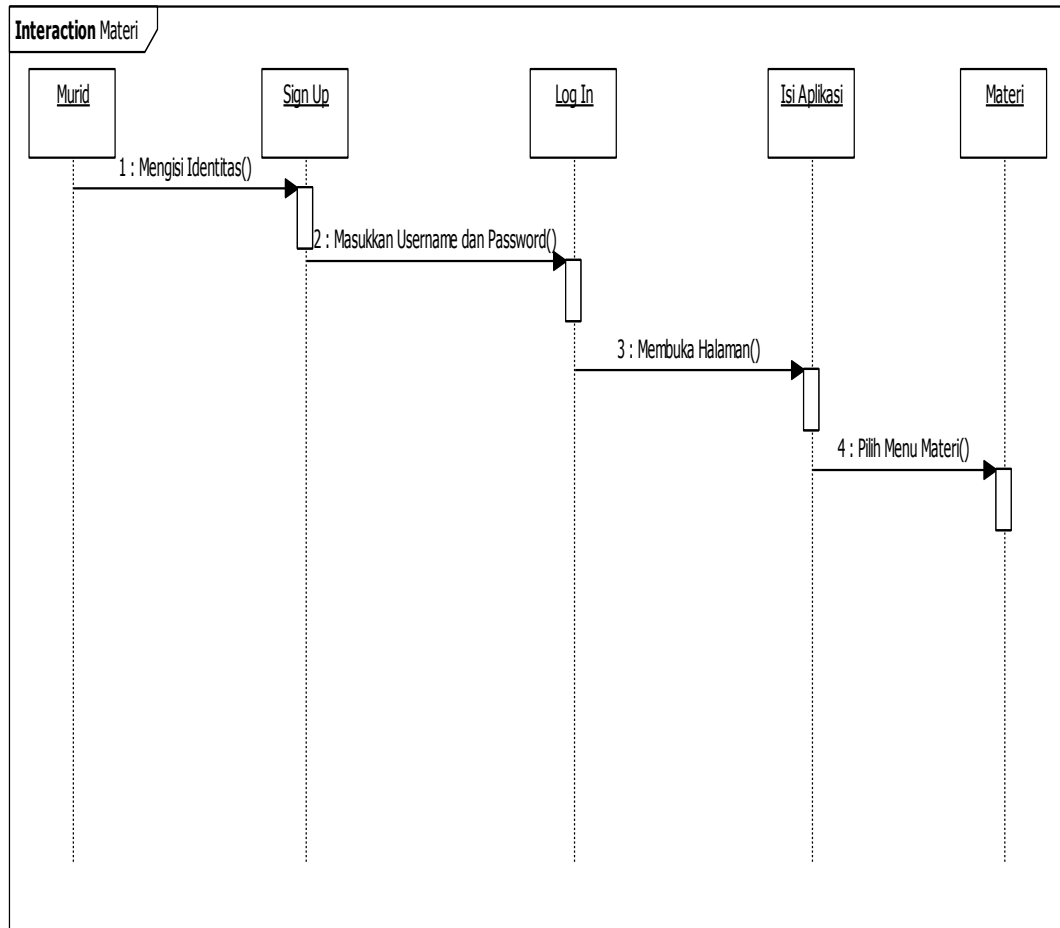 Interaction Materi
Murid
Sign Up
Log In
Isi Aplikasi
Materi
1 : Mengisi Identitas()
2 : Masukkan Username dan Password()
3 : Membuka Halaman()
4 : Pilih Menu Materi()